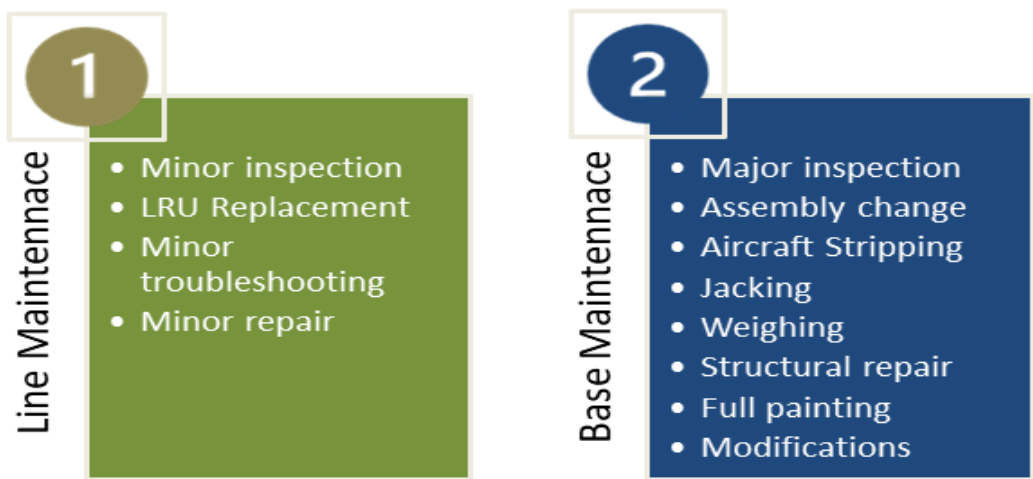 1
Line Maintennace
• Minor inspection
• LRU Replacement
• Minor
troubleshooting
• Minor repair
2
Base Maintennace
• Major inspection
• Assembly change
• Aircraft Stripping
• Jacking
• Weighing
• Structural repair
• Full painting
• Modifications